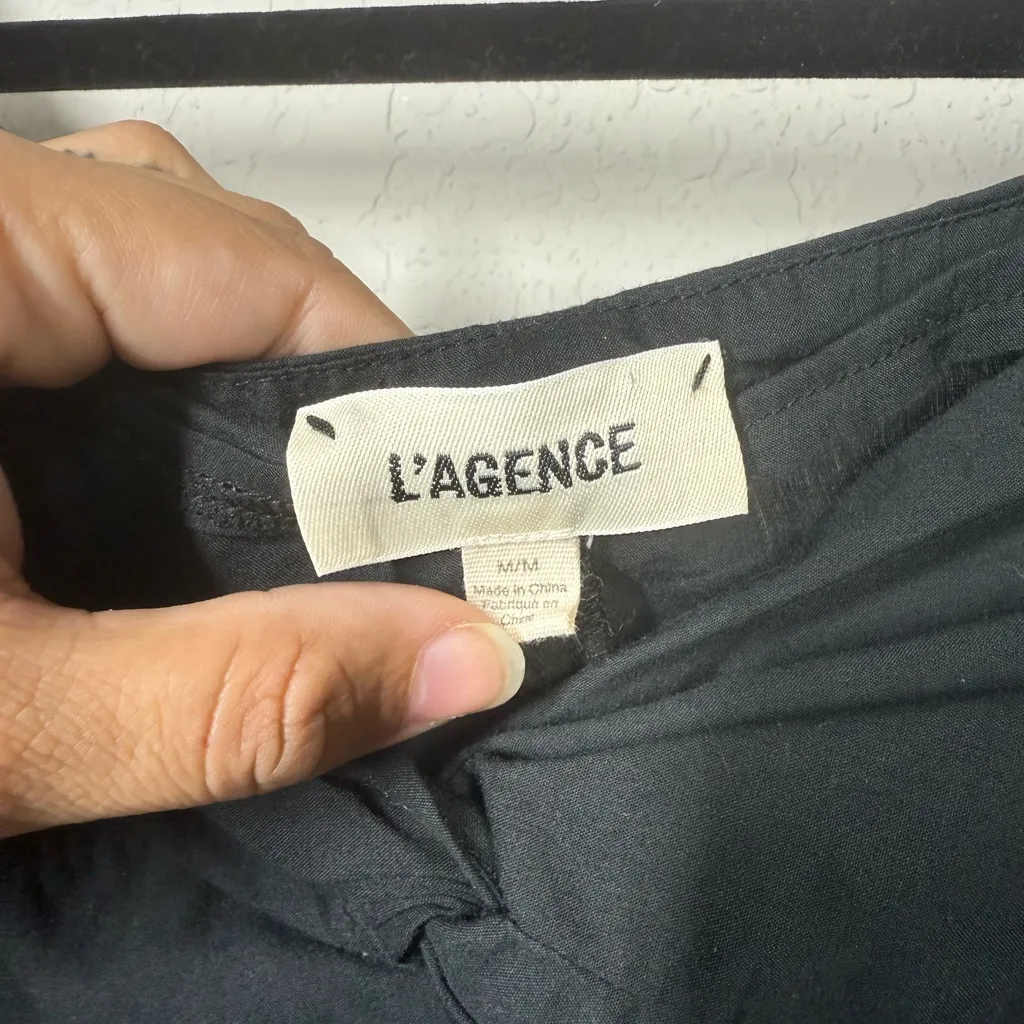 L'AGENCE
M/M
Made in China
Fabriqué en
Chine